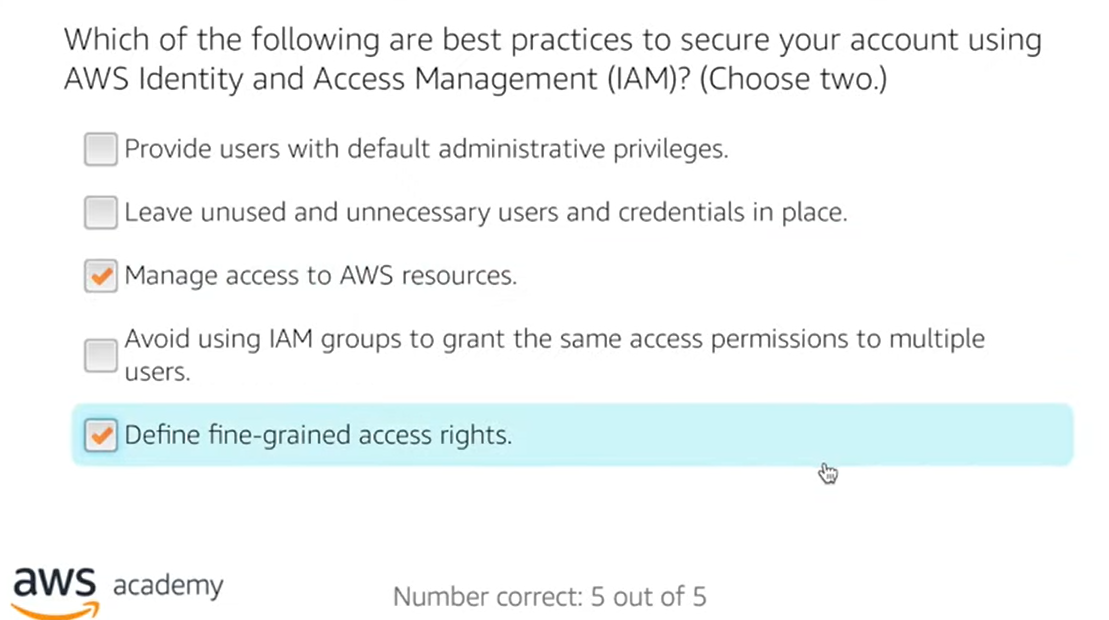 Which of the following are best practices to secure your account using
AWS Identity and Access Management (IAM)? (Choose two.)
Provide users with default administrative privileges.
Leave unused and unnecessary users and credentials in place.
Manage access to AWS resources.
Avoid using IAM groups to grant the same access permissions to multiple
users.
Define fine-grained access rights.
aws academy
Number correct: 5 out of 5